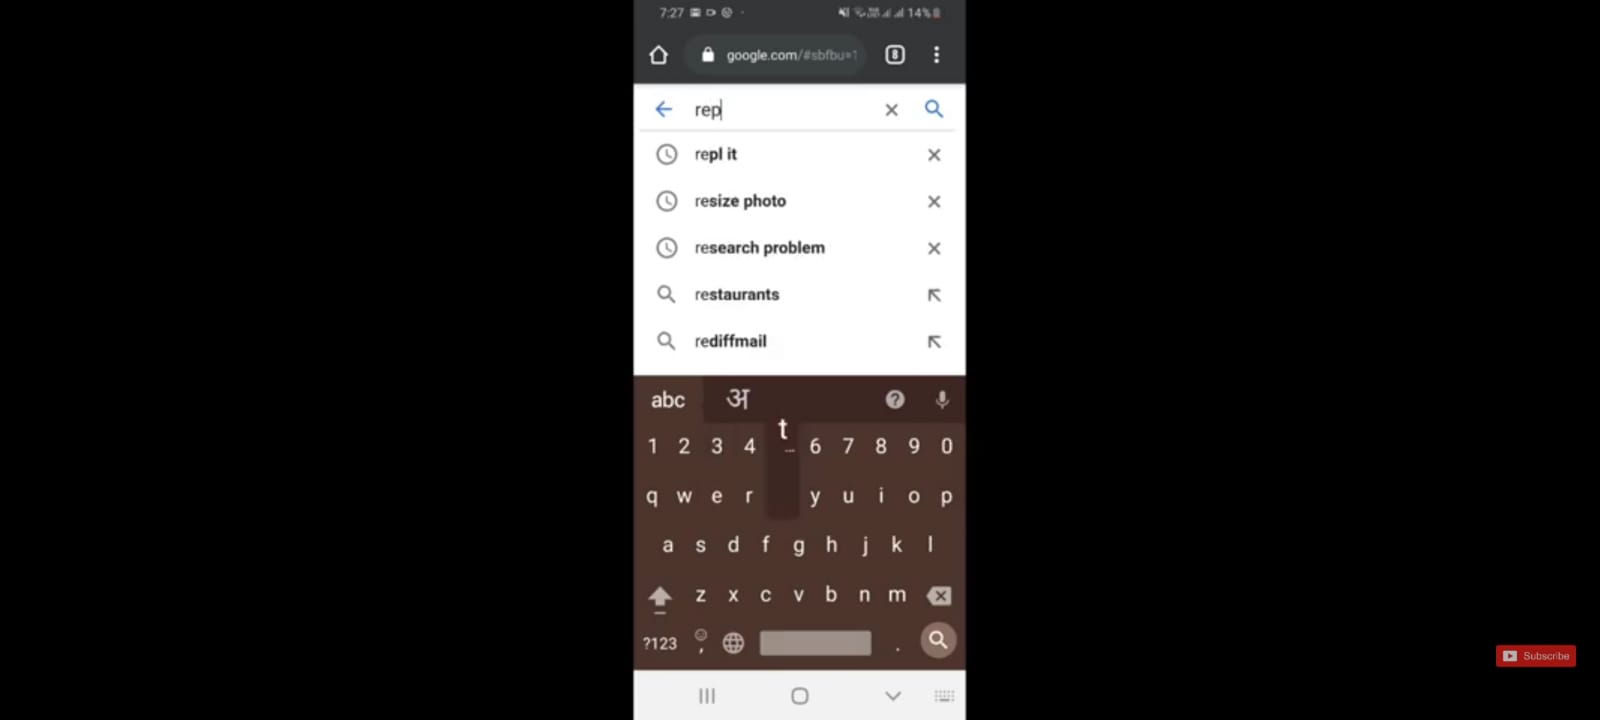 7:27
14%
google.com/#sbfbu=1
8
rep
repl it
resize photo
research problem
restaurants
rediffmail
abc अ
t
1 2 3 4 6 7 8 9 0
q w e r y u i o p
a s d f g h j k l
z x c v b n m
?123 , .
Subscribe